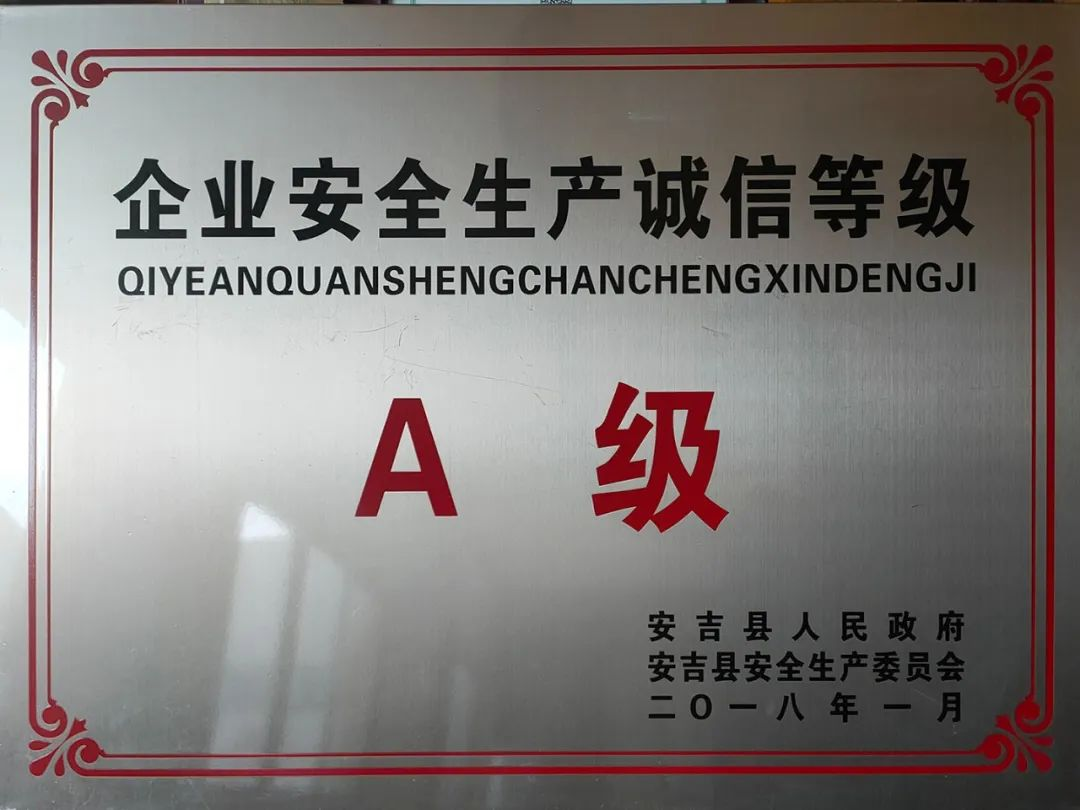 企业安全生产诚信等级
QIYEANQUANSHENGCHANCHENGXINDENGJI
A 级
安吉县人民政府
安吉县安全生产委员会
二〇一八年一月